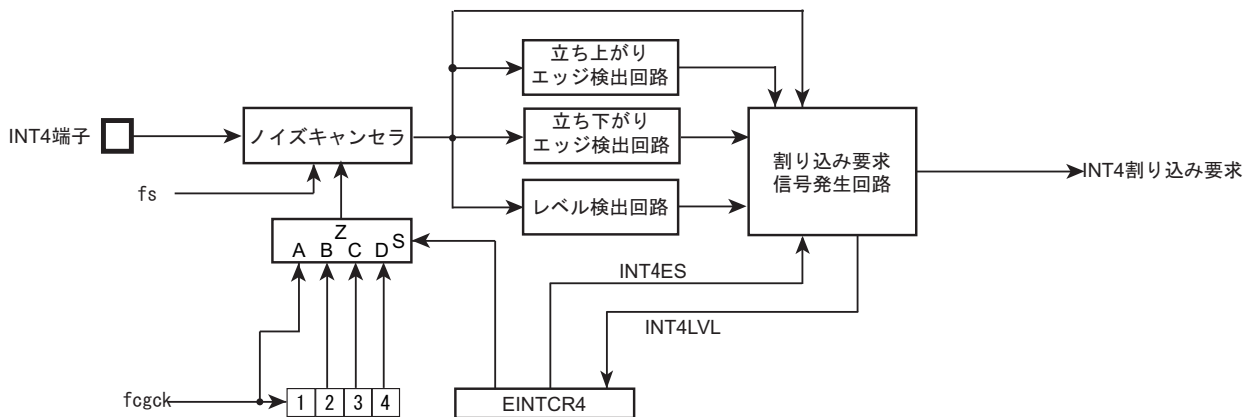 立ち上がり
エッジ検出回路
INT4端子
ノイズキャンセラ
立ち下がり
エッジ検出回路
割り込み要求
信号発生回路
INT4割り込み要求
fs
レベル検出回路
Z
S
A B C D
INT4ES
INT4LVL
fcgck
1 2 3 4
EINTCR4